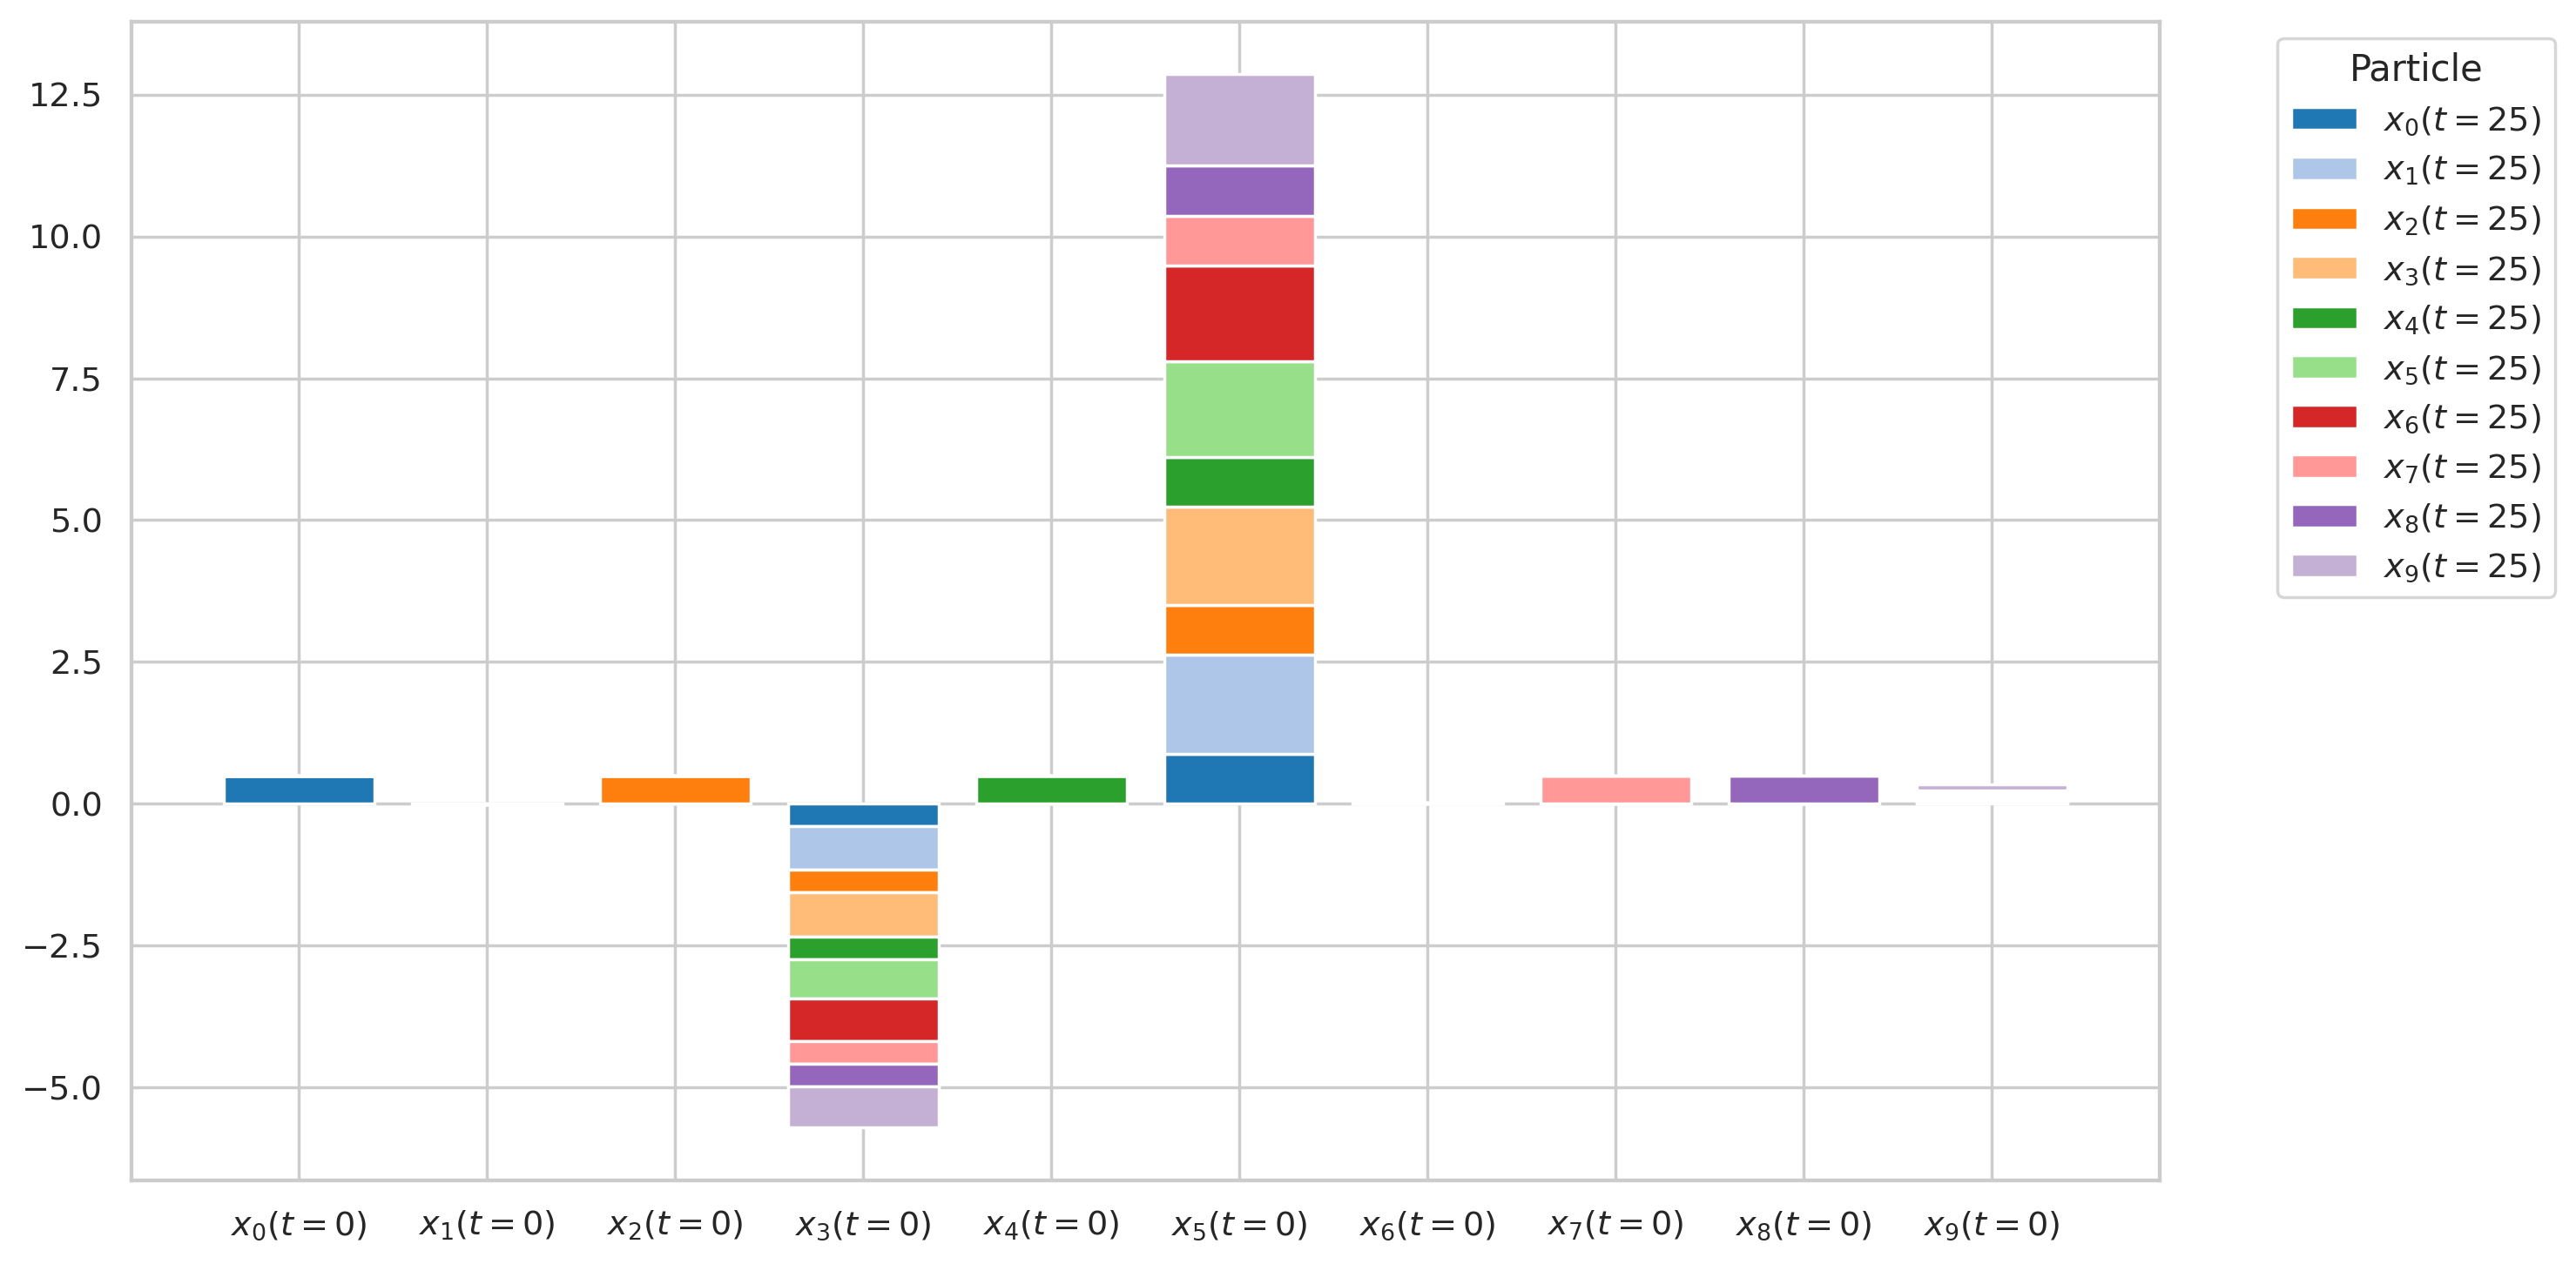 12.5
10.0
7.5
5.0
2.5
0.0
−2.5
−5.0
x₀(t = 0) x₁(t = 0) x₂(t = 0) x₃(t = 0) x₄(t = 0) x₅(t = 0) x₆(t = 0) x₇(t = 0) x₈(t = 0) x₉(t = 0)
Particle
x₀(t = 25)
x₁(t = 25)
x₂(t = 25)
x₃(t = 25)
x₄(t = 25)
x₅(t = 25)
x₆(t = 25)
x₇(t = 25)
x₈(t = 25)
x₉(t = 25)